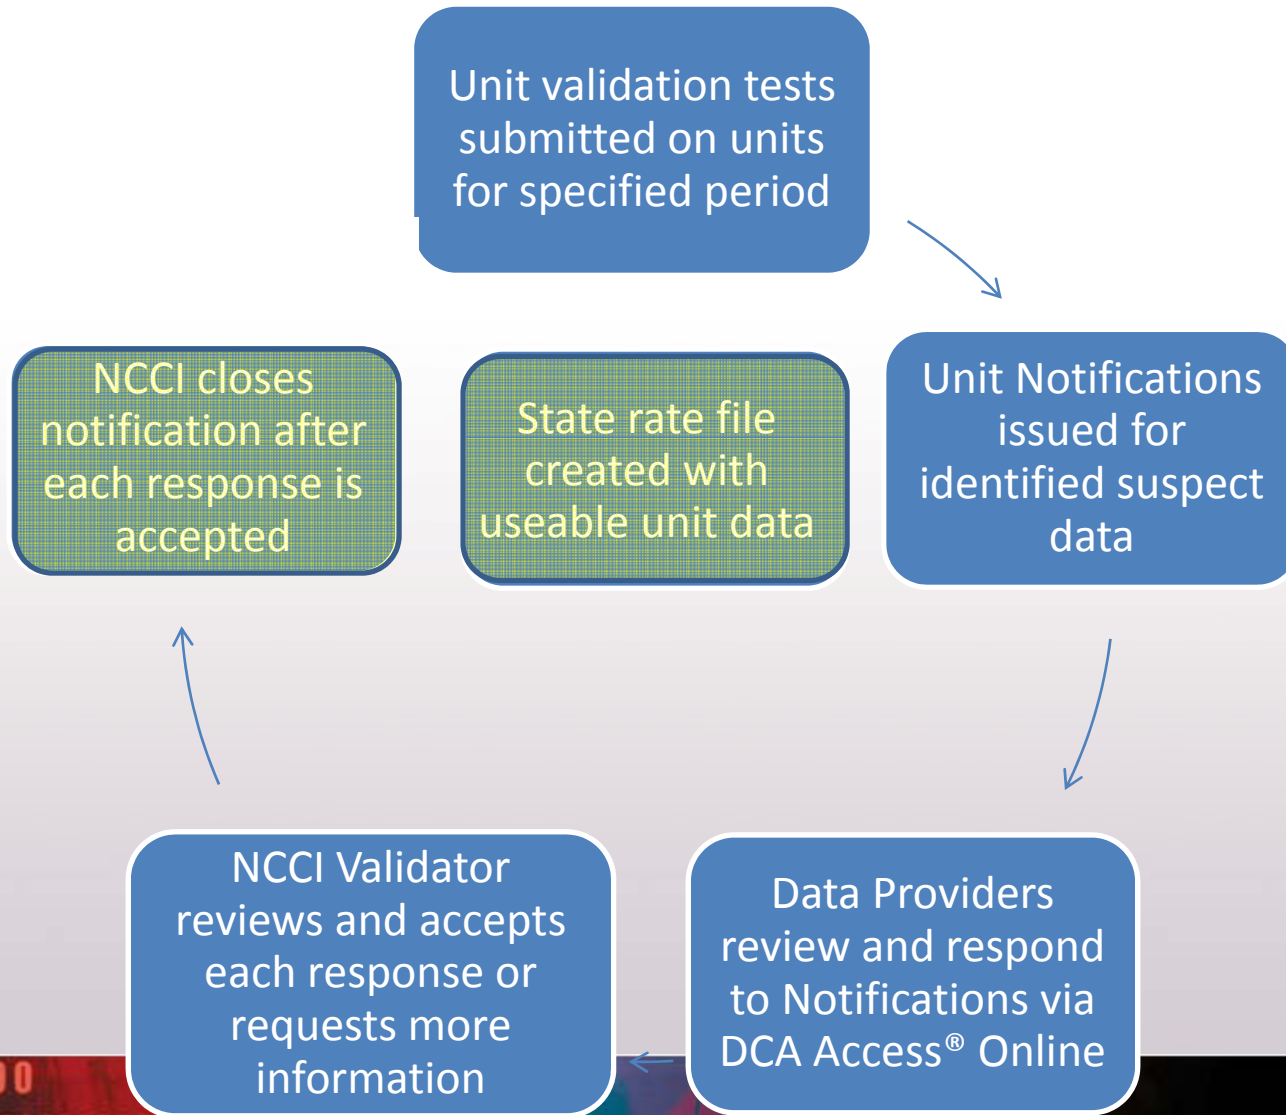 Unit validation tests
submitted on units
for specified period
Unit Notifications
issued for
identified suspect
data
Data Providers
review and respond
to Notifications via
DCA Access® Online
NCCI Validator
reviews and accepts
each response or
requests more
information
NCCI closes
notification after
each response is
accepted
State rate file
created with
useable unit data
00